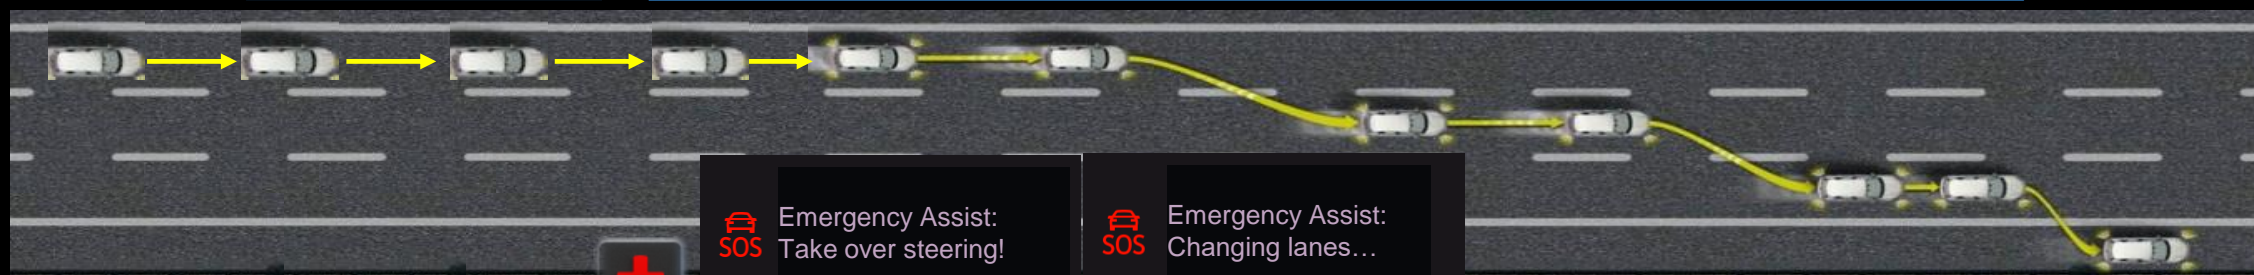 Emergency Assist:
Take over steering!
SOS
Emergency Assist:
Changing lanes…
SOS